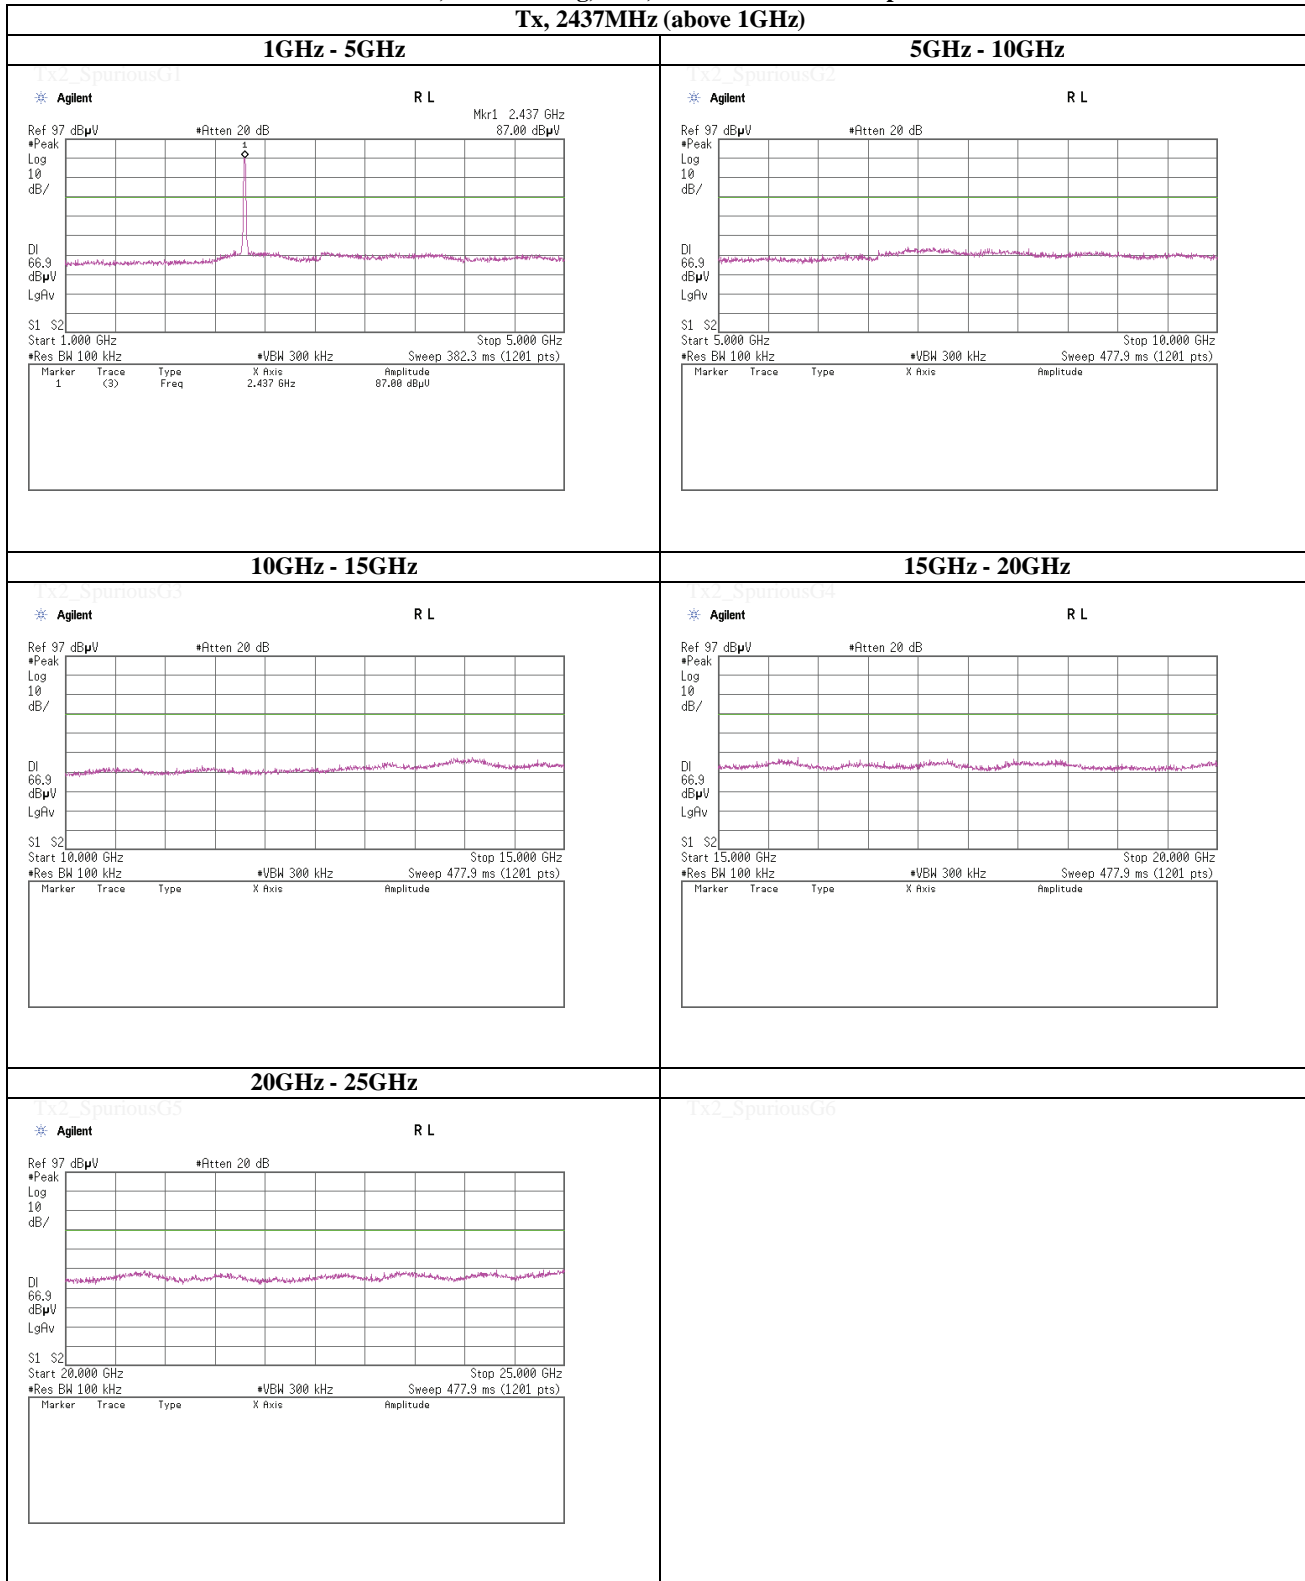 Tx, 2437MHz (above 1GHz)
1GHz - 5GHz
Tx2_SpuriousG1
Agilent
R L
Mkr1 2.437 GHz
Ref 97 dBµV #Atten 20 dB 87.00 dBµV
#Peak
1
Log
10
dB/
DI
66.9
dBµV
LgAv
S1 S2
Start 1.000 GHz Stop 5.000 GHz
#Res BW 100 kHz #VBW 300 kHz Sweep 382.3 ms (1201 pts)
Marker Trace Type X Axis Amplitude
1 (3) Freq 2.437 GHz 87.00 dBµV
5GHz - 10GHz
Tx2_SpuriousG2
Agilent
R L
Ref 97 dBµV #Atten 20 dB
#Peak
Log
10
dB/
DI
66.9
dBµV
LgAv
S1 S2
Start 5.000 GHz Stop 10.000 GHz
#Res BW 100 kHz #VBW 300 kHz Sweep 477.9 ms (1201 pts)
Marker Trace Type X Axis Amplitude
10GHz - 15GHz
Tx2_SpuriousG3
Agilent
R L
Ref 97 dBµV #Atten 20 dB
#Peak
Log
10
dB/
DI
66.9
dBµV
LgAv
S1 S2
Start 10.000 GHz Stop 15.000 GHz
#Res BW 100 kHz #VBW 300 kHz Sweep 477.9 ms (1201 pts)
Marker Trace Type X Axis Amplitude
15GHz - 20GHz
Tx2_SpuriousG4
Agilent
R L
Ref 97 dBµV #Atten 20 dB
#Peak
Log
10
dB/
DI
66.9
dBµV
LgAv
S1 S2
Start 15.000 GHz Stop 20.000 GHz
#Res BW 100 kHz #VBW 300 kHz Sweep 477.9 ms (1201 pts)
Marker Trace Type X Axis Amplitude
20GHz - 25GHz
Tx2_SpuriousG5
Agilent
R L
Ref 97 dBµV #Atten 20 dB
#Peak
Log
10
dB/
DI
66.9
dBµV
LgAv
S1 S2
Start 20.000 GHz Stop 25.000 GHz
#Res BW 100 kHz #VBW 300 kHz Sweep 477.9 ms (1201 pts)
Marker Trace Type X Axis Amplitude
Tx2_SpuriousG6